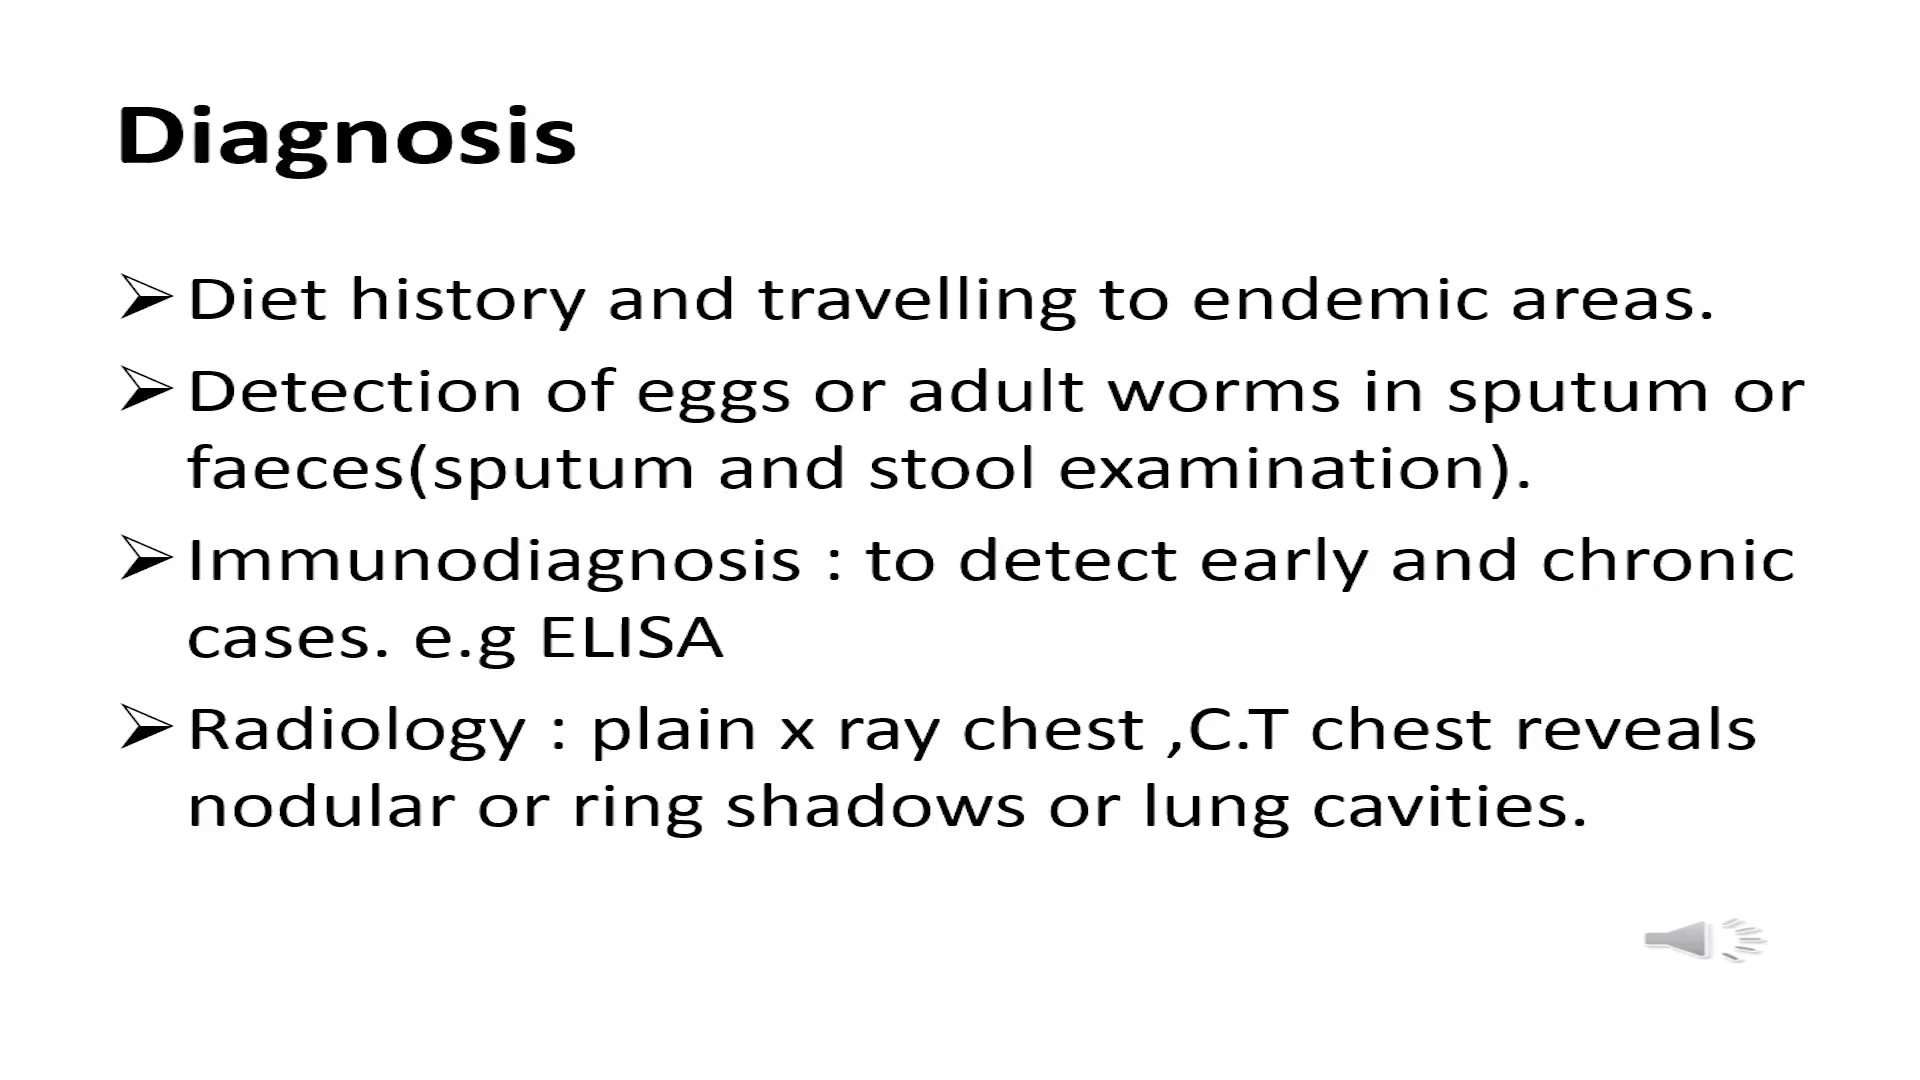 Diagnosis
Diet history and travelling to endemic areas.
Detection of eggs or adult worms in sputum or
faeces(sputum and stool examination).
Immunodiagnosis : to detect early and chronic
cases. e.g ELISA
Radiology : plain x ray chest ,C.T chest reveals
nodular or ring shadows or lung cavities.